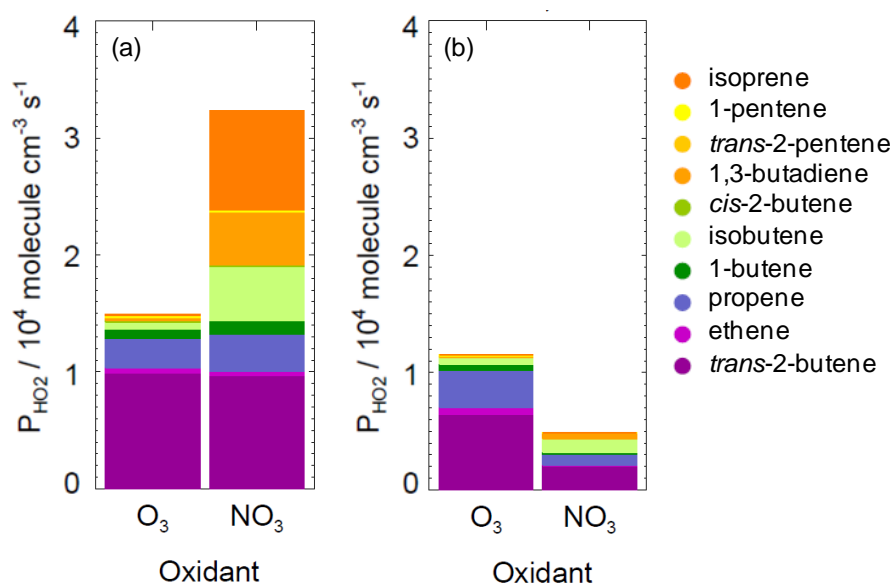 (a)
P_HO2 / 10⁴ molecule cm⁻³ s⁻¹
4
3
2
1
0
O₃ NO₃
Oxidant
(b)
P_HO2 / 10⁴ molecule cm⁻³ s⁻¹
4
3
2
1
0
O₃ NO₃
Oxidant
isoprene
1-pentene
trans-2-pentene
1,3-butadiene
cis-2-butene
isobutene
1-butene
propene
ethene
trans-2-butene